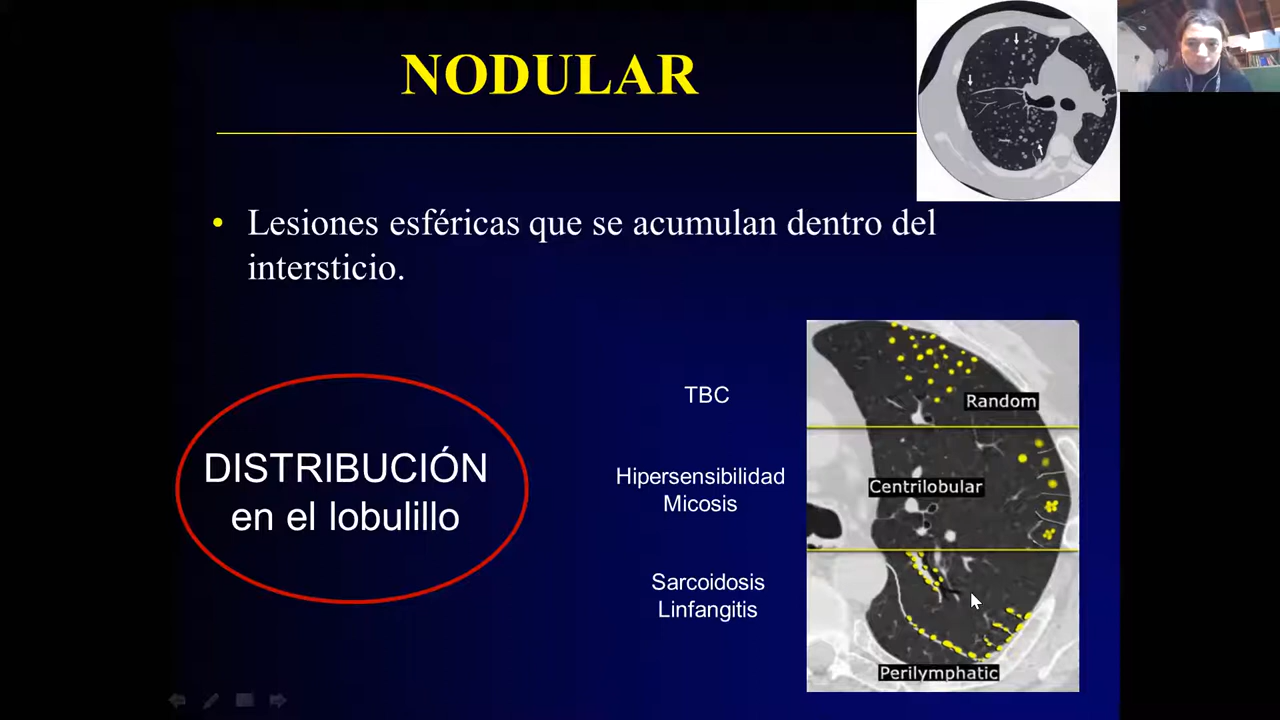 NODULAR
• Lesiones esféricas que se acumulan dentro del
intersticio.
DISTRIBUCIÓN
en el lobulillo
TBC
Hipersensibilidad
Micosis
Sarcoidosis
Linfangitis
Random
Centrilobular
Perilymphatic